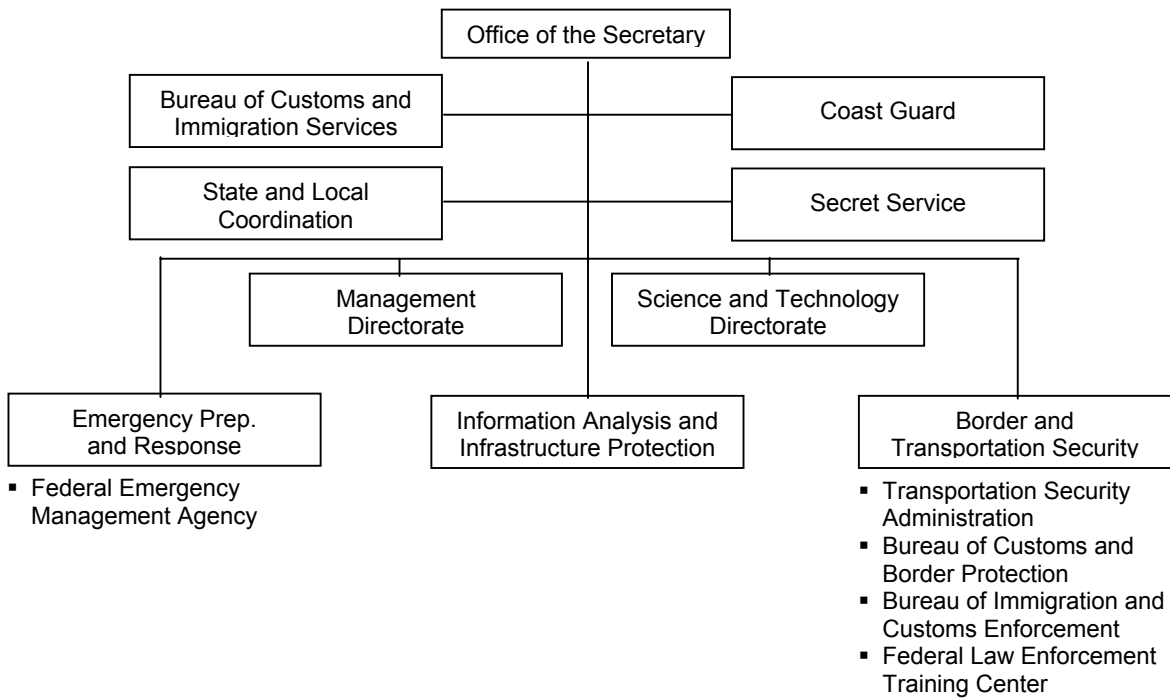 Office of the Secretary
Bureau of Customs and
Immigration Services
Coast Guard
State and Local
Coordination
Secret Service
Management
Directorate
Science and Technology
Directorate
Emergency Prep.
and Response
Information Analysis and
Infrastructure Protection
Border and
Transportation Security
▪ Federal Emergency
Management Agency
▪ Transportation Security
Administration
▪ Bureau of Customs and
Border Protection
▪ Bureau of Immigration and
Customs Enforcement
▪ Federal Law Enforcement
Training Center